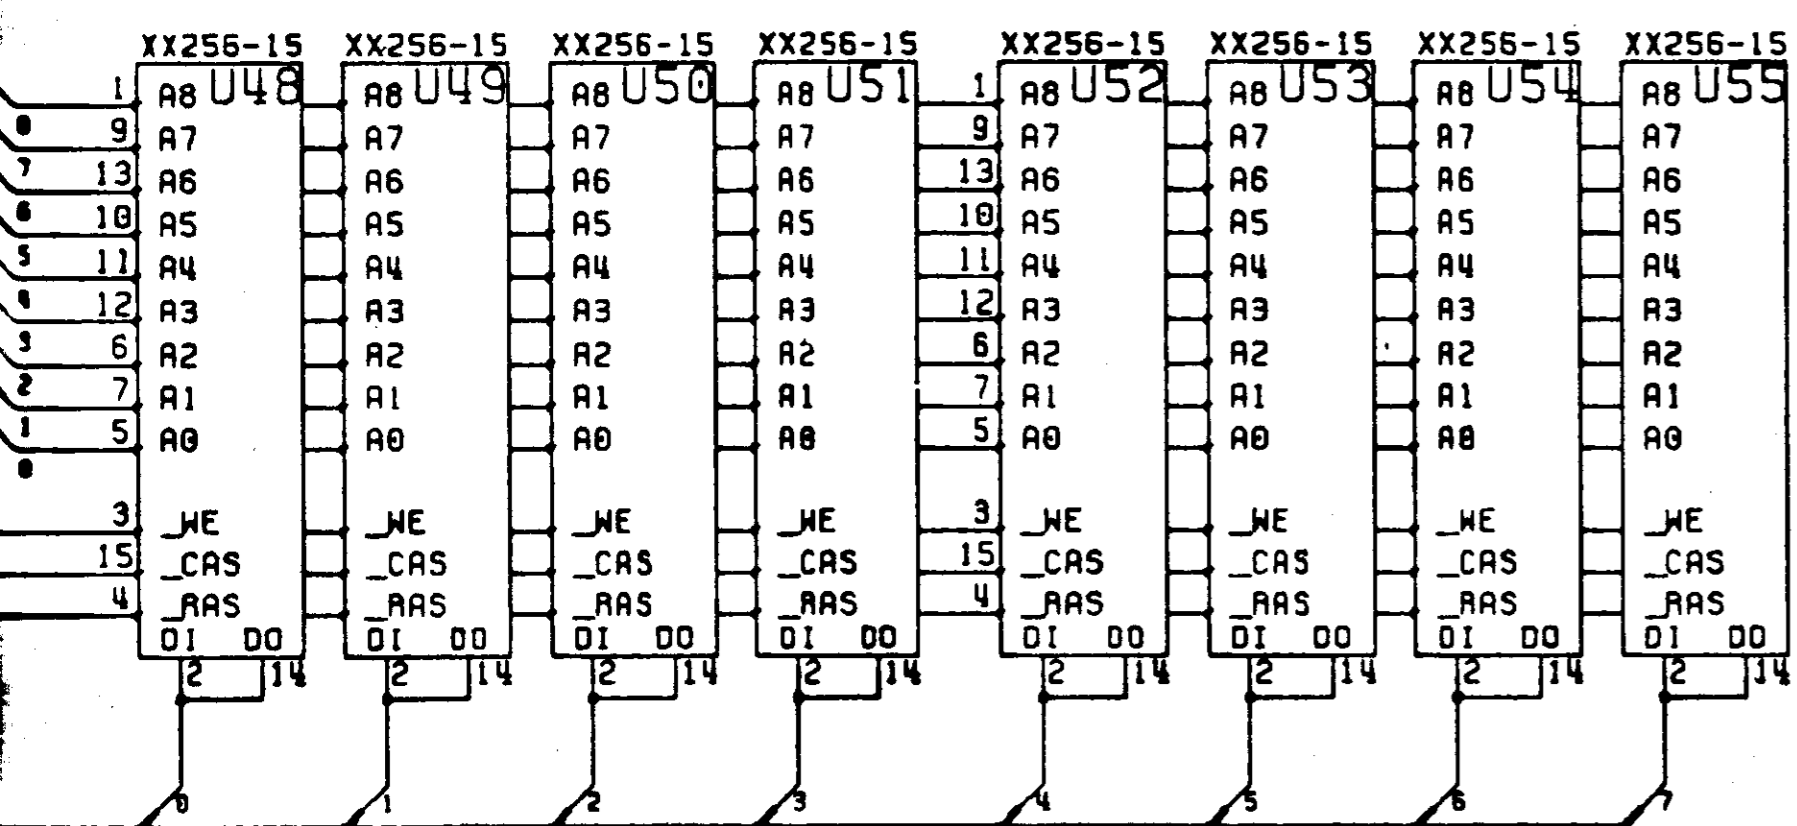 XX256-15 XX256-15 XX256-15 XX256-15 XX256-15 XX256-15 XX256-15 XX256-15
1 A8 U48 A8 U49 A8 U50 A8 U51 1 A8 U52 A8 U53 A8 U54 A8 U55
8 9 A7 A7 A7 A7 9 A7 A7 A7 A7
7 13 A6 A6 A6 A6 13 A6 A6 A6 A6
6 10 A5 A5 A5 A5 10 A5 A5 A5 A5
5 11 A4 A4 A4 A4 11 A4 A4 A4 A4
4 12 A3 A3 A3 A3 12 A3 A3 A3 A3
3 6 A2 A2 A2 A2 6 A2 A2 A2 A2
2 7 A1 A1 A1 A1 7 A1 A1 A1 A1
1 5 A0 A0 A0 A0 5 A0 A0 A0 A0
0
3 _WE _WE _WE _WE 3 _WE _WE _WE _WE
15 _CAS _CAS _CAS _CAS 15 _CAS _CAS _CAS _CAS
4 _RAS _RAS _RAS _RAS 4 _RAS _RAS _RAS _RAS
DI DO DI DO DI DO DI DO DI DO DI DO DI DO DI DO
2 14 2 14 2 14 2 14 2 14 2 14 2 14 2 14
0 1 2 3 4 5 6 7